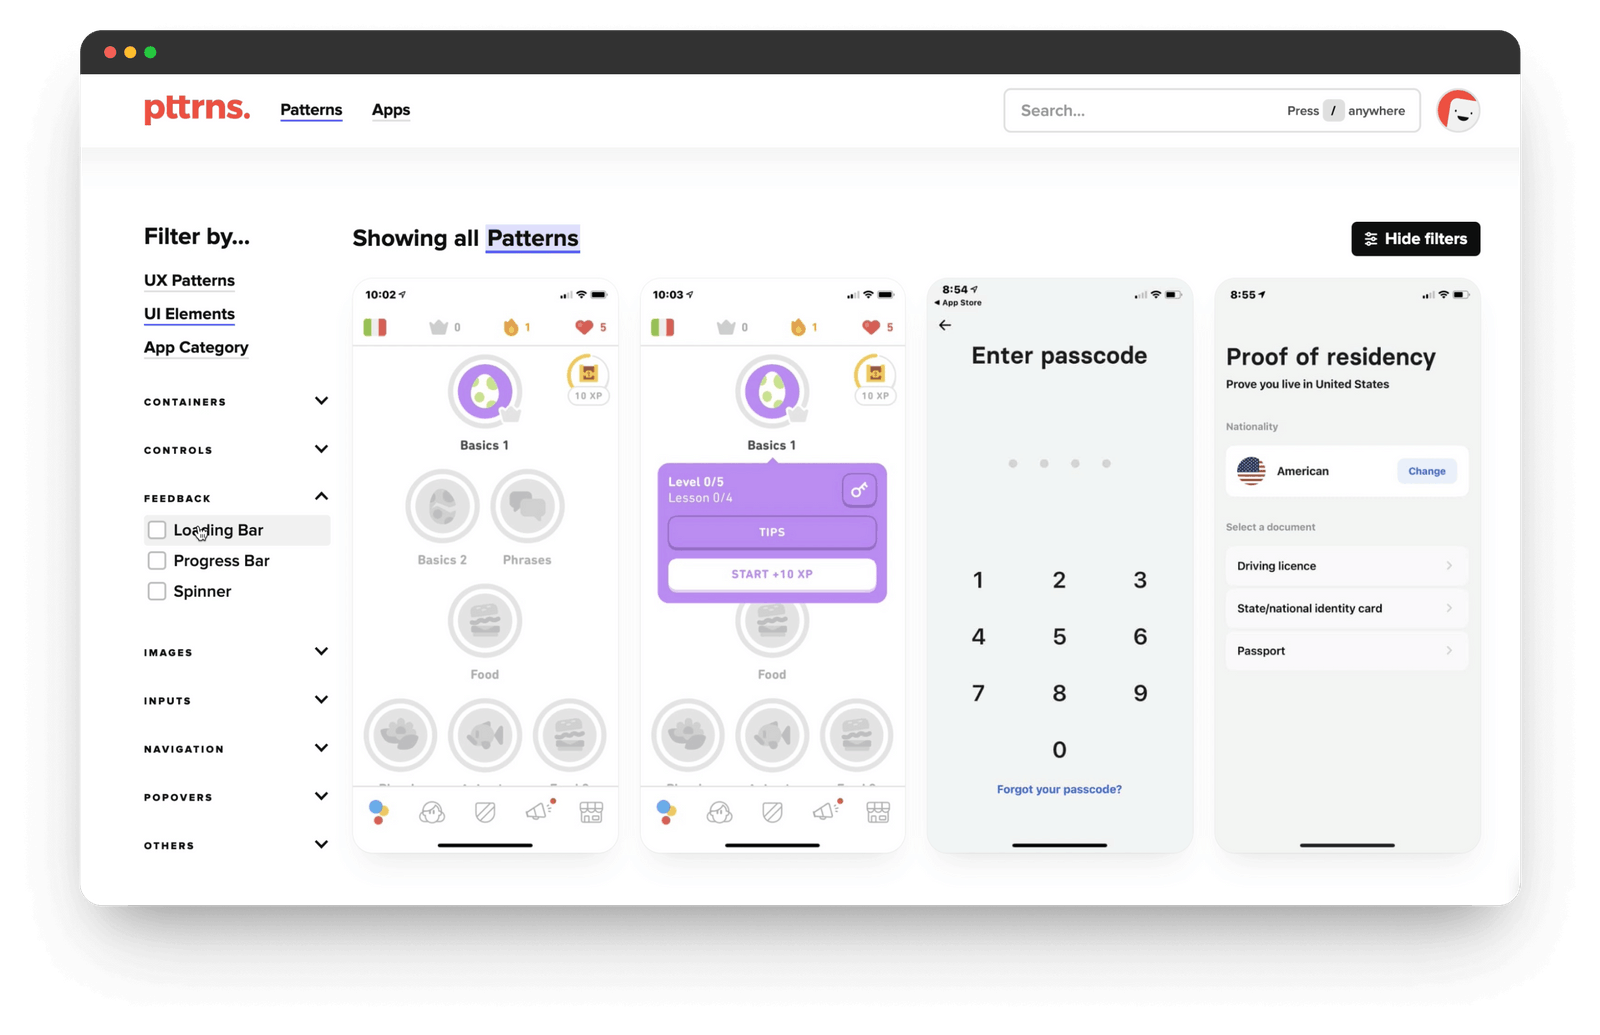 pttrns.
Patterns
Apps
Search...
Press / anywhere
Filter by...
UX Patterns
UI Elements
App Category
CONTAINERS
CONTROLS
FEEDBACK
Loading Bar
Progress Bar
Spinner
IMAGES
INPUTS
NAVIGATION
POPOVERS
OTHERS
Showing all Patterns
Hide filters
10:02
0
1
5
10 XP
Basics 1
Basics 2
Phrases
Food
10:03
0
1
5
10 XP
Basics 1
Level 0/5
Lesson 0/4
TIPS
START +10 XP
Food
8:54
App Store
Enter passcode
1 2 3
4 5 6
7 8 9
0
Forgot your passcode?
8:55
Proof of residency
Prove you live in United States
Nationality
American
Change
Select a document
Driving licence
State/national identity card
Passport